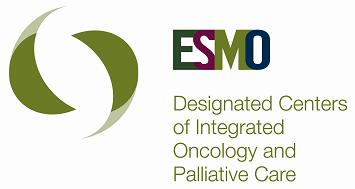 ESMO
Designated Centers
of Integrated
Oncology and
Palliative Care